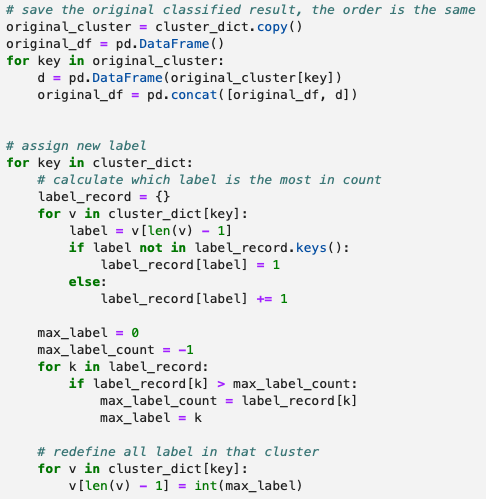 # save the original classified result, the order is the same
original_cluster = cluster_dict.copy()
original_df = pd.DataFrame()
for key in original_cluster:
    d = pd.DataFrame(original_cluster[key])
    original_df = pd.concat([original_df, d])

# assign new label
for key in cluster_dict:
    # calculate which label is the most in count
    label_record = {}
    for v in cluster_dict[key]:
        label = v[len(v) - 1]
        if label not in label_record.keys():
            label_record[label] = 1
        else:
            label_record[label] += 1

    max_label = 0
    max_label_count = -1
    for k in label_record:
        if label_record[k] > max_label_count:
            max_label_count = label_record[k]
            max_label = k

    # redefine all label in that cluster
    for v in cluster_dict[key]:
        v[len(v) - 1] = int(max_label)